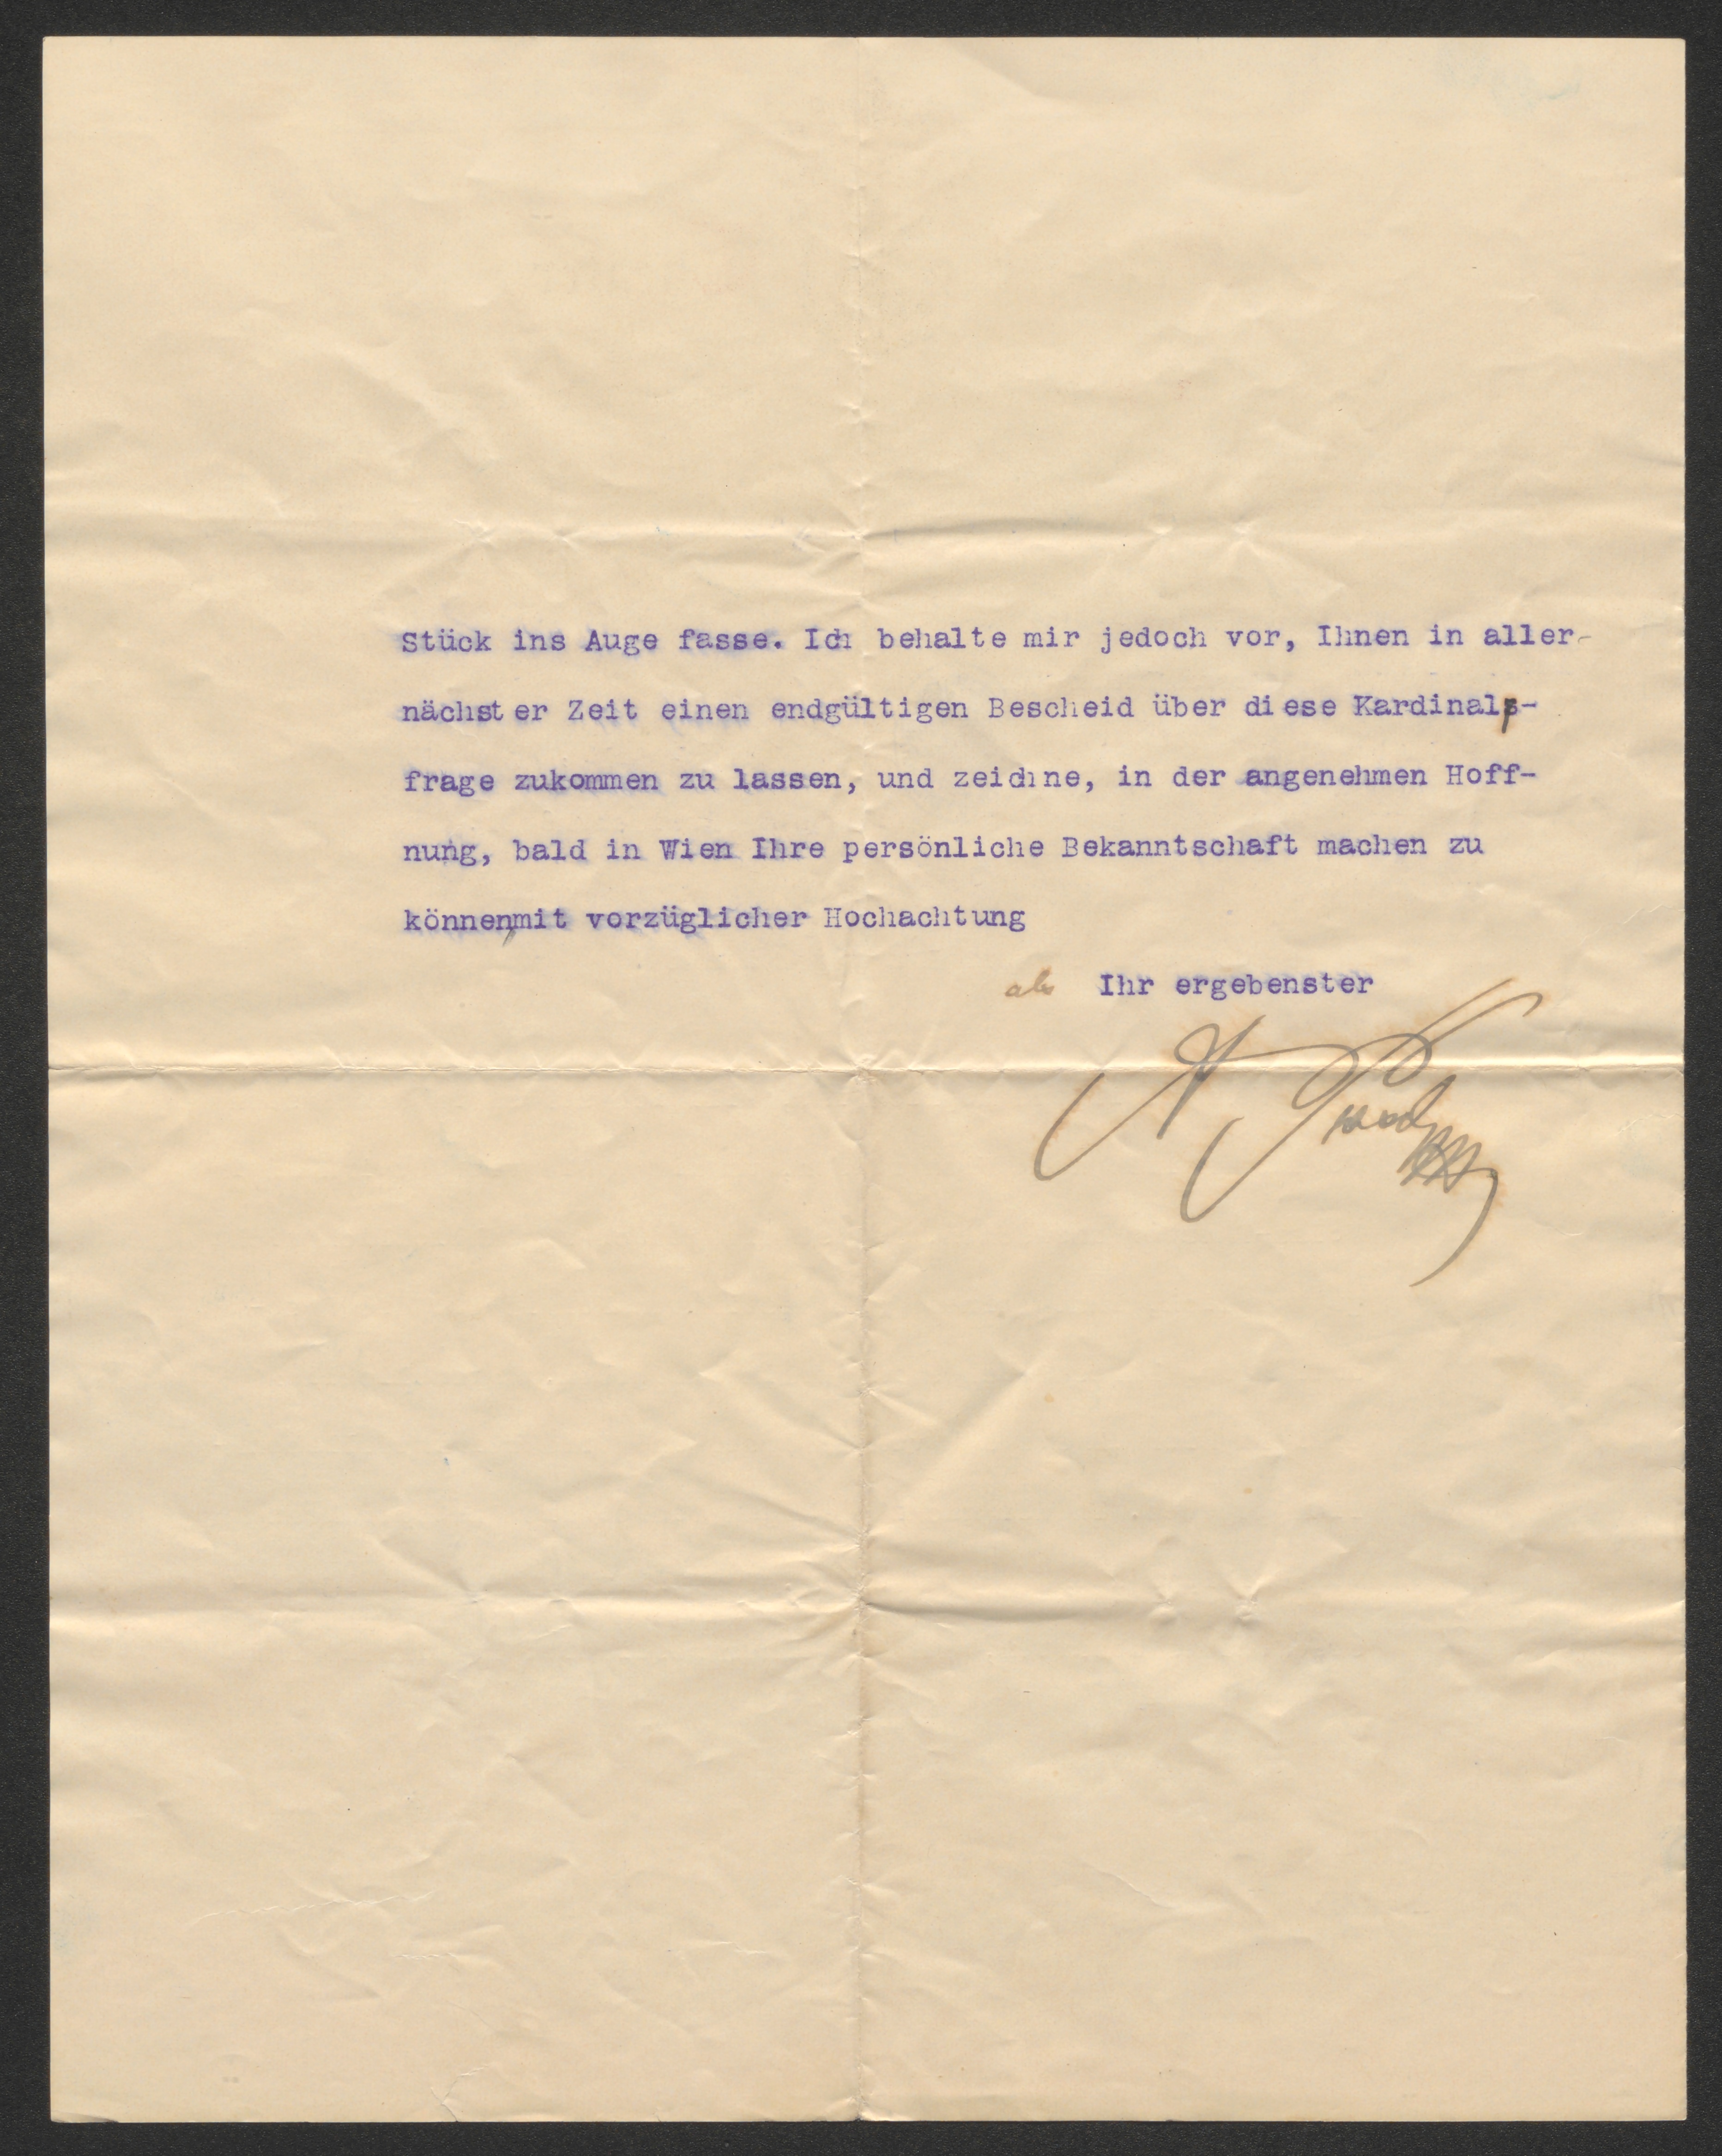 Stück ins Auge fasse. Ich behalte mir jedoch vor, Ihnen in aller-
nächster Zeit einen endgültigen Bescheid über diese Kardinal-
frage zukommen zu lassen, und zeichne, in der angenehmen Hoff-
nung, bald in Wien Ihre persönliche Bekanntschaft machen zu
können, mit vorzüglicher Hochachtung
als Ihr ergebenster